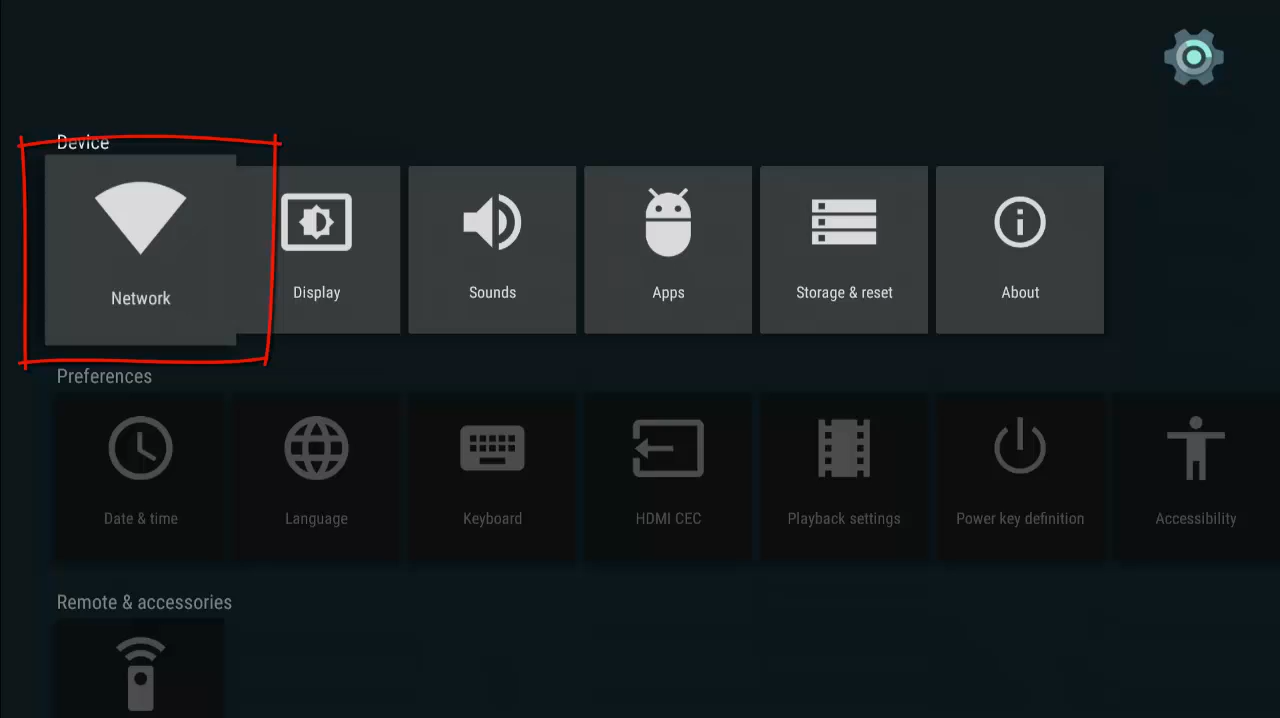 Device
Network
Display
Sounds
Apps
Storage & reset
About
Preferences
Date & time
Language
Keyboard
HDMI CEC
Playback settings
Power key definition
Accessibility
Remote & accessories